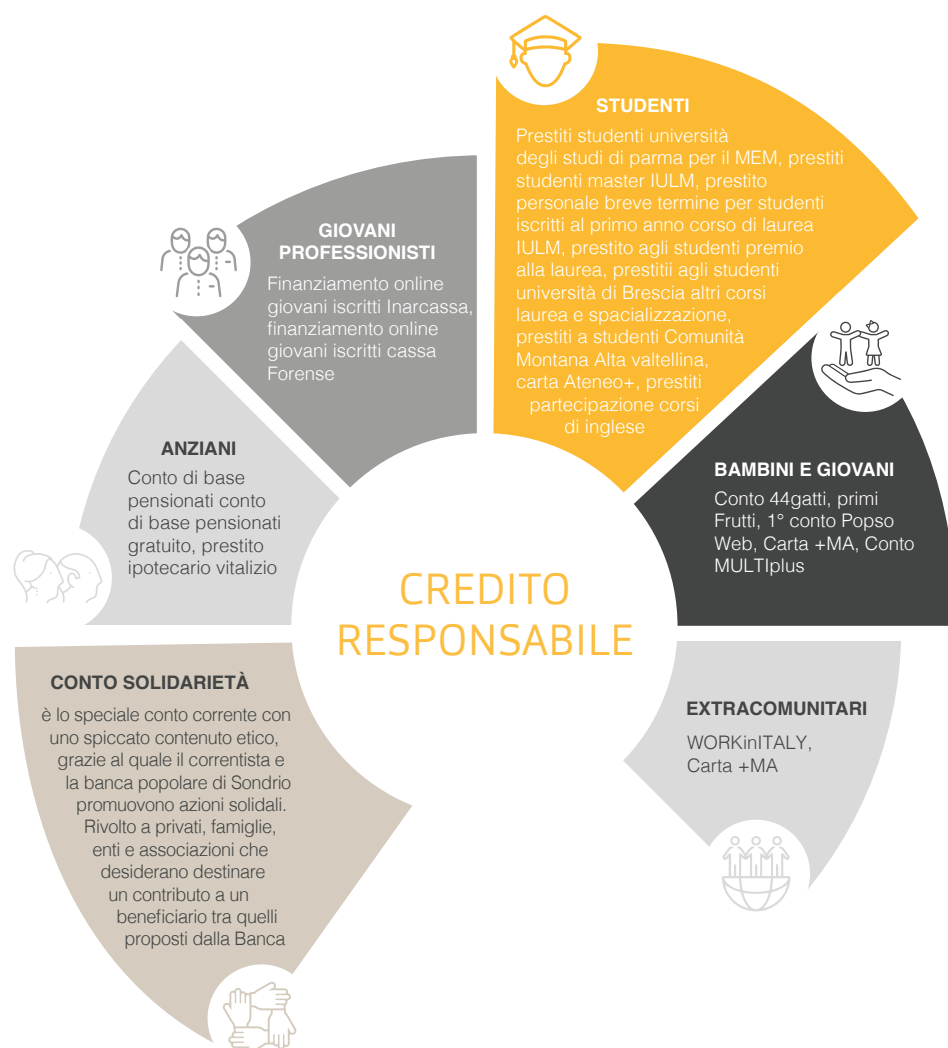 STUDENTI
Prestiti studenti università
degli studi di parma per il MEM, prestiti
studenti master IULM, prestito
personale breve termine per studenti
iscritti al primo anno corso di laurea
IULM, prestito agli studenti premio
alla laurea, prestitii agli studenti
università di Brescia altri corsi
laurea e spacializzazione,
prestiti a studenti Comunità
Montana Alta valtellina,
carta Ateneo+, prestiti
partecipazione corsi
di inglese
GIOVANI
PROFESSIONISTI
Finanziamento online
giovani iscritti Inarcassa,
finanziamento online
giovani iscritti cassa
Forense
ANZIANI
Conto di base
pensionati conto
di base pensionati
gratuito, prestito
ipotecario vitalizio
BAMBINI E GIOVANI
Conto 44gatti, primi
Frutti, 1° conto Popso
Web, Carta +MA, Conto
MULTIplus
CREDITO
RESPONSABILE
CONTO SOLIDARIETÀ
è lo speciale conto corrente con
uno spiccato contenuto etico,
grazie al quale il correntista e
la banca popolare di Sondrio
promuovono azioni solidali.
Rivolto a privati, famiglie,
enti e associazioni che
desiderano destinare
un contributo a un
beneficiario tra quelli
proposti dalla Banca
EXTRACOMUNITARI
WORKinITALY,
Carta +MA